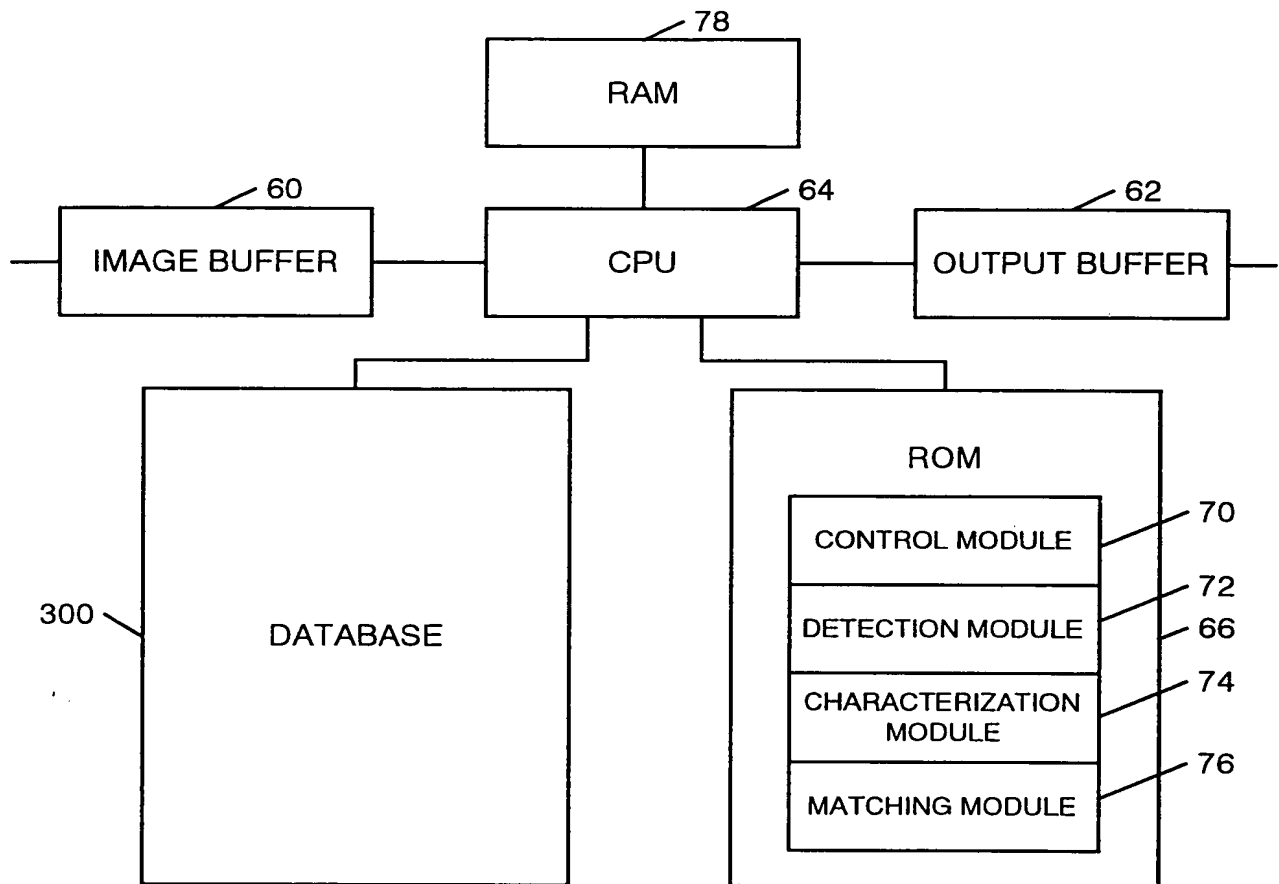 78
RAM
60
64
62
IMAGE BUFFER
CPU
OUTPUT BUFFER
ROM
70
CONTROL MODULE
72
300
DATABASE
DETECTION MODULE
66
74
CHARACTERIZATION
MODULE
76
MATCHING MODULE